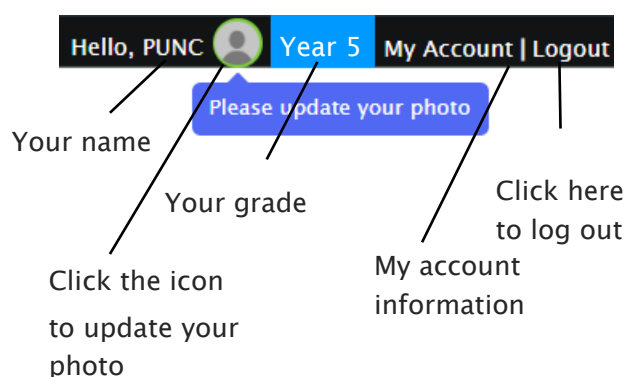 Hello, PUNC Year 5 My Account | Logout
Please update your photo
Your name
Your grade
Click here
to log out
My account
information
Click the icon
to update your
photo